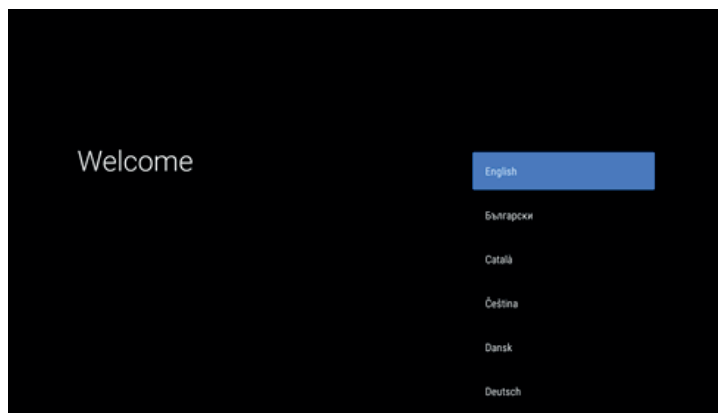 Welcome
English
Български
Català
Čeština
Dansk
Deutsch